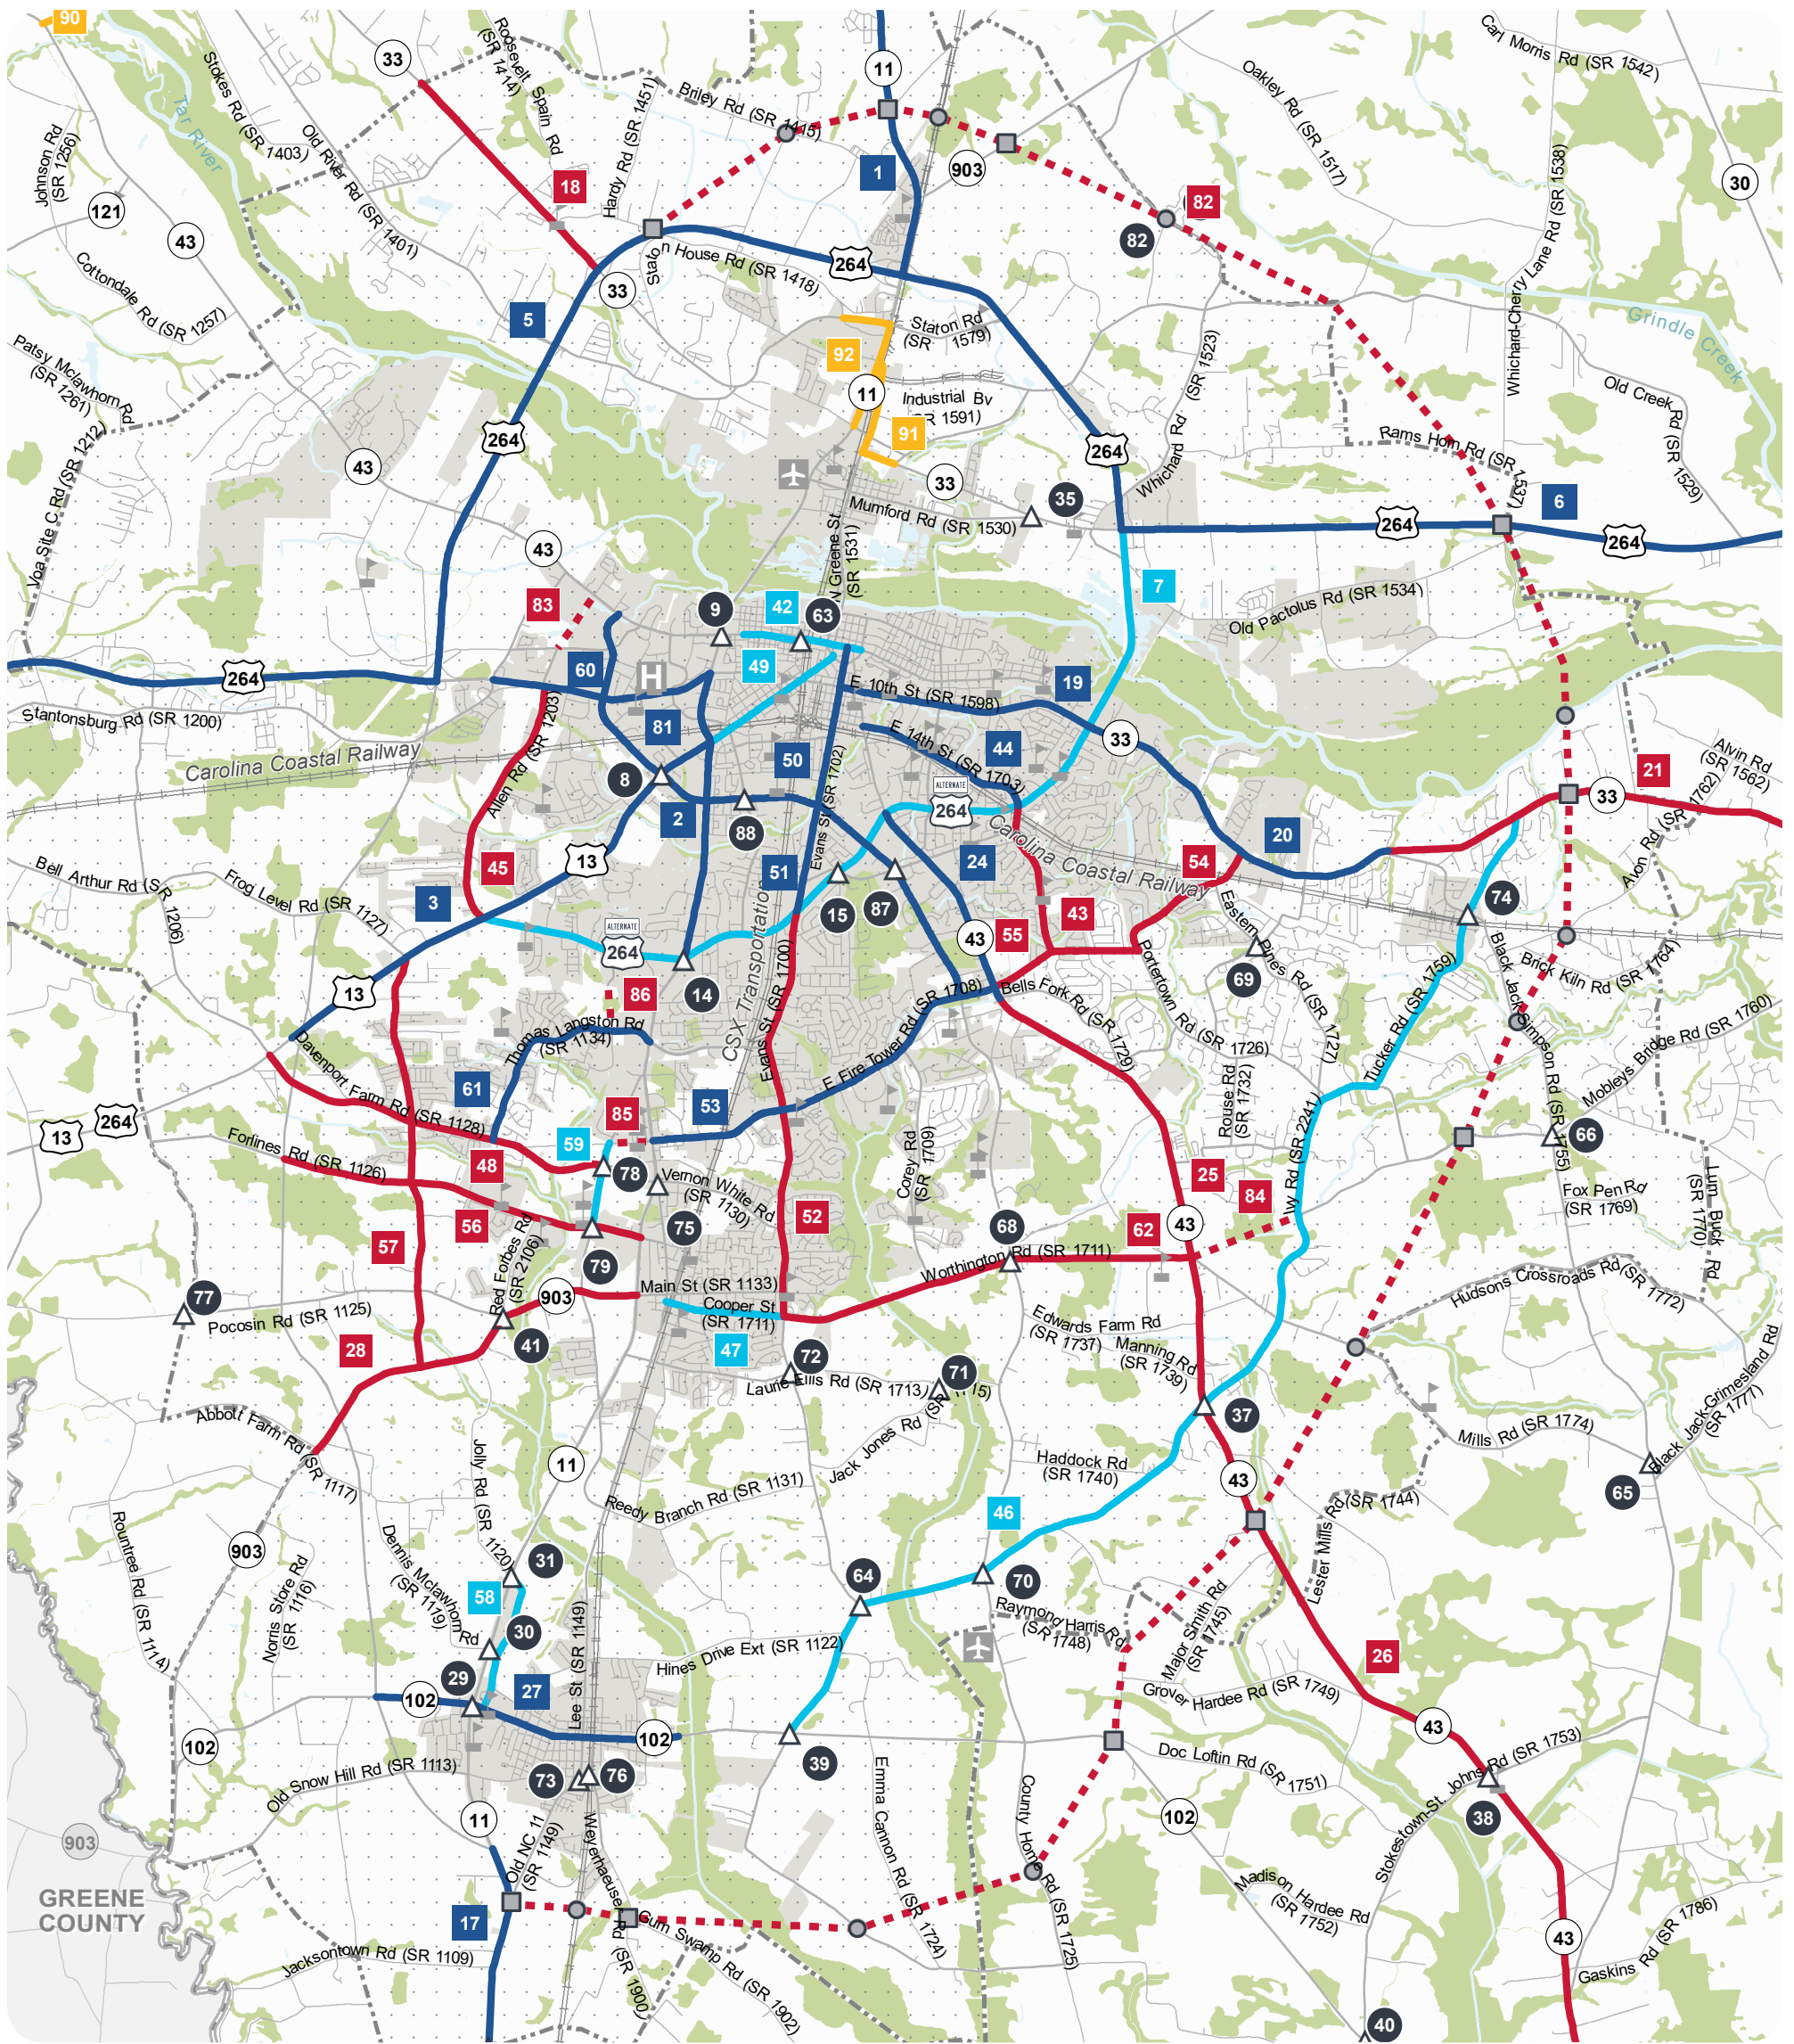 90
33
Roosevelt Spain Rd
(SR 1414)
11
Carl Morris Rd (SR 1542)
Stokes Rd (SR 1403)
Tar River
Old River Rd (SR 1401)
Hardy Rd (SR 1451)
Briley Rd (SR 1415)
Oakley Rd (SR 1517)
Johnson Rd
(SR 1256)
121
43
18
1
903
82
82
30
Whichard-Cherry Lane Rd (SR 1538)
Cottondale Rd (SR 1257)
Staton House Rd (SR 1418)
264
33
5
Patsy Mclawhorn Rd
(SR 1261)
Staton Rd
(SR 1579)
92
11
Industrial Bv
(SR 1591)
91
Whichard Rd (SR 1523)
Grindle Creek
Old Creek Rd (SR 1529)
Rams Horn Rd (SR 1537)
264
264
43
33
Voa Site C Rd (SR 1212)
Mumford Rd (SR 1530)
35
6
264
264
43
N Greene St
(SR 1531)
7
83
9
42
63
Old Pactolus Rd (SR 1534)
264
60
H
49
E 10th St (SR 1598)
19
Stantonsburg Rd (SR 1200)
Carolina Coastal Railway
81
50
E 14th St (SR 1703)
44
33
Allen Rd (SR 1203)
8
Evans St (SR 1702)
ALTERNATE
264
21
Alvin Rd
(SR 1562)
33
2
88
Carolina Coastal Railway
Avon Rd (SR 1762)
13
45
51
24
54
20
Bell Arthur Rd (SR 1206)
Frog Level Rd (SR 1127)
3
15
87
43
74
ALTERNATE
264
43
55
Eastern Pines Rd (SR 1727)
69
Black Jack-Simpson Rd (SR 1755)
Brick Kiln Rd (SR 1764)
13
86
14
CSX Transportation
Evans St (SR 1700)
Bells Fork Rd (SR 1729)
Portertown Rd (SR 1726)
Tucker Rd (SR 1759)
Mobleys Bridge Rd (SR 1760)
Thomas Langston Rd
(SR 1134)
E Fire Tower Rd (SR 1708)
Davenport Farm Rd (SR 1128)
61
85
53
Rouse Rd
(SR 1732)
264
13
59
66
Forlines Rd (SR 1126)
48
78
Vernon White Rd
(SR 1130)
Corey Rd
(SR 1709)
Ivy Rd (SR 2241)
Fox Pen Rd
(SR 1769)
Lum Buck Rd
(SR 1770)
25
84
56
75
52
68
62
43
57
Red Forbes Rd
(SR 2106)
79
Worthington Rd (SR 1711)
77
903
Main St (SR 1133)
Hudsons Crossroads Rd (SR 1772)
Pocosin Rd (SR 1125)
Cooper St
(SR 1711)
Edwards Farm Rd
(SR 1737)
28
41
47
72
Manning Rd
(SR 1739)
Laurie Ellis Rd (SR 1713)
71
Black Jack-Grimesland Rd
(SR 1777)
Abbott Farm Rd (SR 1117)
37
Mills Rd (SR 1774)
Jolly Rd (SR 1120)
11
Jack Jones Rd (SR 1715)
Haddock Rd
(SR 1740)
43
65
Rountree Rd (SR 1114)
Reedy Branch Rd (SR 1131)
46
Lester Mills Rd (SR 1744)
903
Norris Store Rd
(SR 1116)
Dennis Mclawhorn Rd
(SR 1119)
31
58
64
70
30
Raymond Harris Rd
(SR 1748)
Major Smith Rd
(SR 1745)
Hines Drive Ext (SR 1122)
Lee St (SR 1149)
26
29
27
102
Grover Hardee Rd (SR 1749)
43
102
102
39
Doc Loftin Rd (SR 1751)
Stokestown-St. Johns Rd (SR 1753)
Old Snow Hill Rd (SR 1113)
73
76
38
11
Old NC 11
(SR 1149)
Weyerhaeuser Rd (SR 1900)
Emma Cannon Rd (SR 1724)
County Home Rd (SR 1725)
102
903
GREENE
COUNTY
17
Madison Hardee Rd
(SR 1752)
43
Cum Swamp Rd (SR 1902)
Jacksontown Rd (SR 1109)
Gaskins Rd (SR 1786)
40